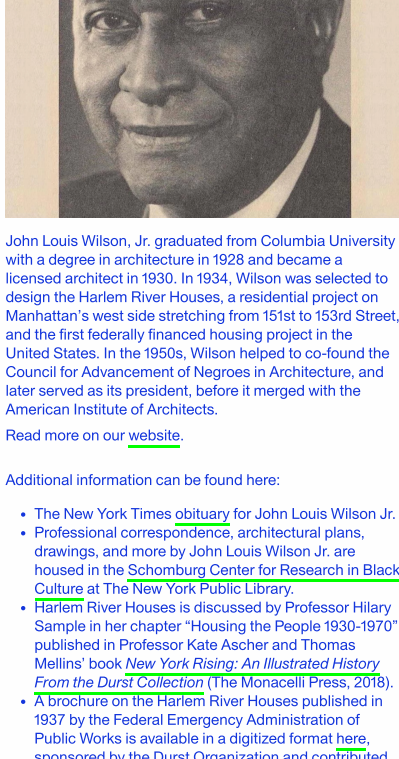 John Louis Wilson, Jr. graduated from Columbia University
with a degree in architecture in 1928 and became a
licensed architect in 1930. In 1934, Wilson was selected to
design the Harlem River Houses, a residential project on
Manhattan's west side stretching from 151st to 153rd Street,
and the first federally financed housing project in the
United States. In the 1950s, Wilson helped to co-found the
Council for Advancement of Negroes in Architecture, and
later served as its president, before it merged with the
American Institute of Architects.
Read more on our website.
Additional information can be found here:
• The New York Times obituary for John Louis Wilson Jr.
• Professional correspondence, architectural plans,
drawings, and more by John Louis Wilson Jr. are
housed in the Schomburg Center for Research in Black
Culture at The New York Public Library.
• Harlem River Houses is discussed by Professor Hilary
Sample in her chapter “Housing the People 1930-1970”
published in Professor Kate Ascher and Thomas
Mellins’ book New York Rising: An Illustrated History
From the Durst Collection (The Monacelli Press, 2018).
• A brochure on the Harlem River Houses published in
1937 by the Federal Emergency Administration of
Public Works is available in a digitized format here,
sponsored by the Durst Organization and contributed